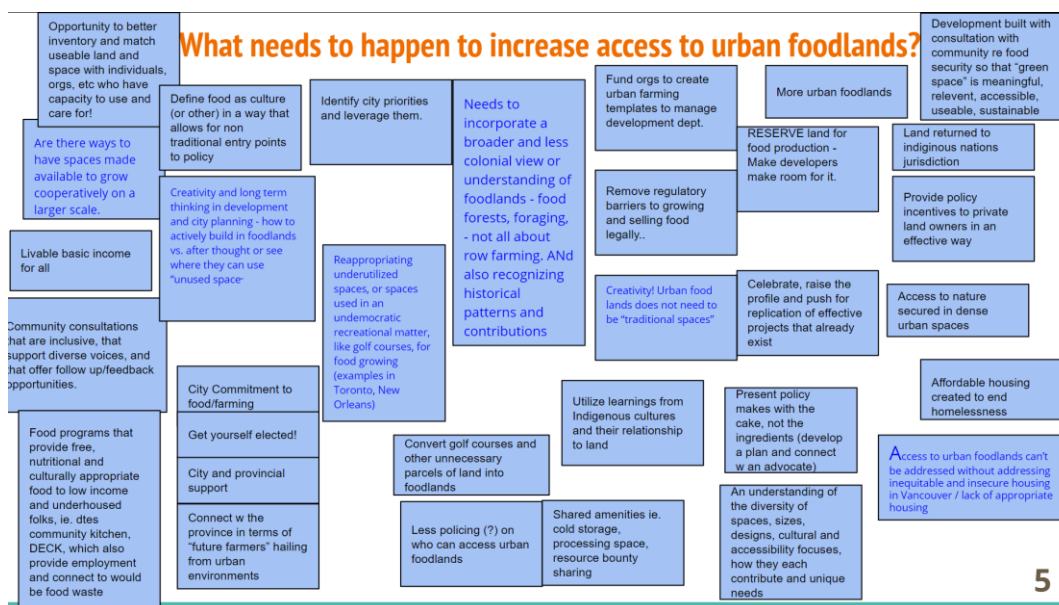 What needs to happen to increase access to urban foodlands?
Opportunity to better
inventory and match
useable land and
space with individuals,
orgs, etc who have
capacity to use and
care for!
Are there ways to
have spaces made
available to grow
cooperatively on a
larger scale.
Livable basic income
for all
Community consultations
that are inclusive, that
support diverse voices, and
that offer follow up/feedback
opportunities.
Food programs that
provide free,
nutritional and
culturally appropriate
food to low income
and underhoused
folks, ie. dtes
community kitchen,
DECK, which also
provide employment
and connect to would
be food waste
Define food as culture
(or other) in a way that
allows for non
traditional entry points
to policy
Creativity and long term
thinking in development
and city planning - how to
actively build in foodlands
vs. after thought or see
where they can use
"unused space"
City Commitment to
food/farming
Get yourself elected!
City and provincial
support
Connect w the
province in terms of
"future farmers" hailing
from urban
environments
Identify city priorities
and leverage them.
Reappropriating
underutilized
spaces, or spaces
used in an
undemocratic
recreational matter,
like golf courses, for
food growing
(examples in
Toronto, New
Orleans)
Needs to
incorporate a
broader and less
colonial view or
understanding of
foodlands - food
forests, foraging,
- not all about
row farming. ANd
also recognizing
historical
patterns and
contributions
Convert golf courses and
other unnecessary
parcels of land into
foodlands
Less policing (?) on
who can access urban
foodlands
Fund orgs to create
urban farming
templates to manage
development dept.
Remove regulatory
barriers to growing
and selling food
legally..
Creativity! Urban food
lands does not need to
be "traditional spaces"
Utilize learnings from
Indigenous cultures
and their relationship
to land
Shared amenities ie.
cold storage,
processing space,
resource bounty
sharing
More urban foodlands
RESERVE land for
food production -
Make developers
make room for it.
Celebrate, raise the
profile and push for
replication of effective
projects that already
exist
Present policy
makes with the
cake, not the
ingredients (develop
a plan and connect
w an advocate)
An understanding of
the diversity of
spaces, sizes,
designs, cultural and
accessibility focuses,
how they each
contribute and unique
needs
Development built with
consultation with
community re food
security so that "green
space" is meaningful,
relevent, accessible,
useable, sustainable
Land returned to
indiginous nations
jurisdiction
Provide policy
incentives to private
land owners in an
effective way
Access to nature
secured in dense
urban spaces
Affordable housing
created to end
homelessness
Access to urban foodlands can't
be addressed without addressing
inequitable and insecure housing
in Vancouver / lack of appropriate
housing
5